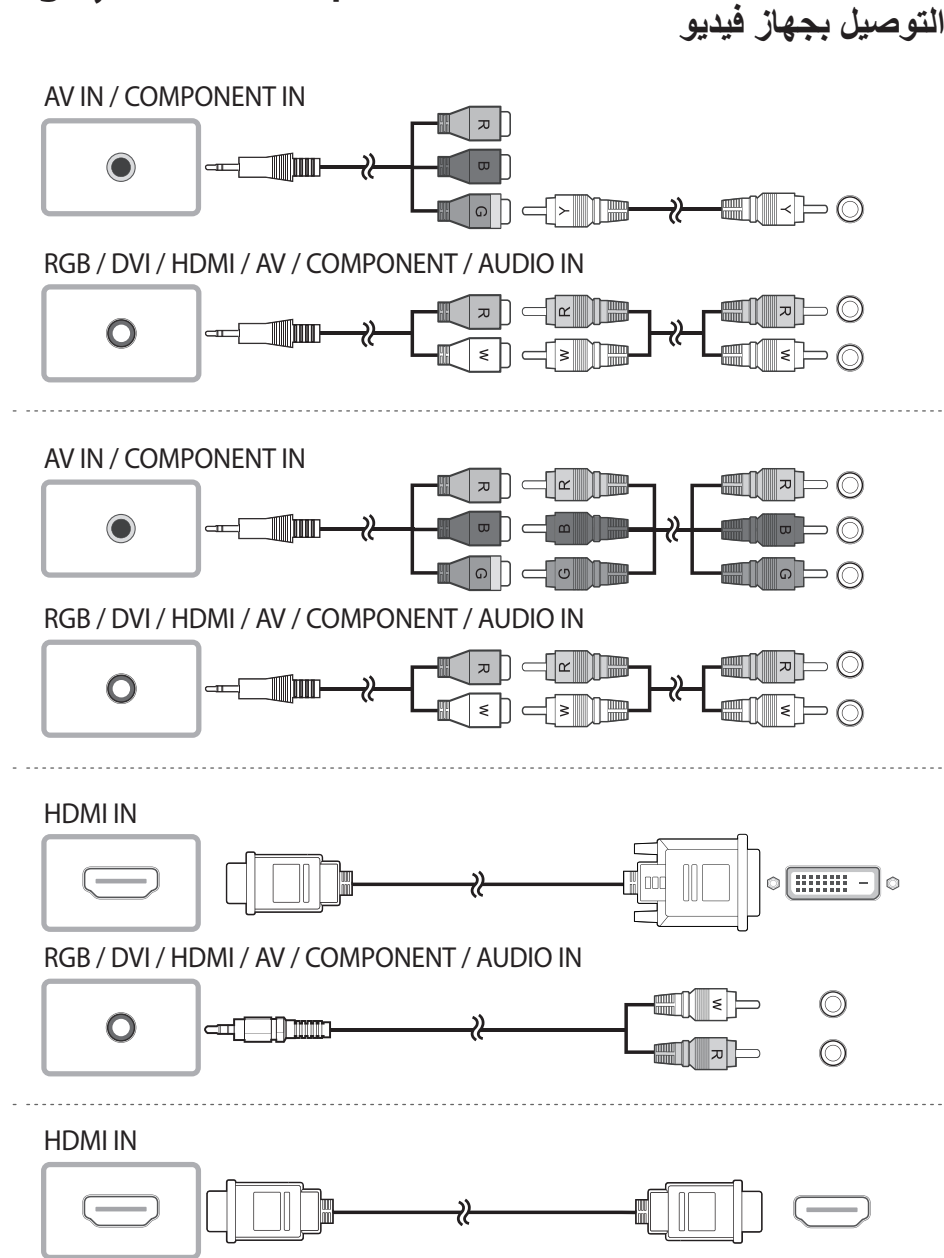 التوصيل بجهاز فيديو
AV IN / COMPONENT IN
R
B
G Y Y
RGB / DVI / HDMI / AV / COMPONENT / AUDIO IN
R R R
W W W
AV IN / COMPONENT IN
R R R
B B B
G G G
RGB / DVI / HDMI / AV / COMPONENT / AUDIO IN
R R R
W W W
HDMI IN
RGB / DVI / HDMI / AV / COMPONENT / AUDIO IN
W
R
HDMI IN